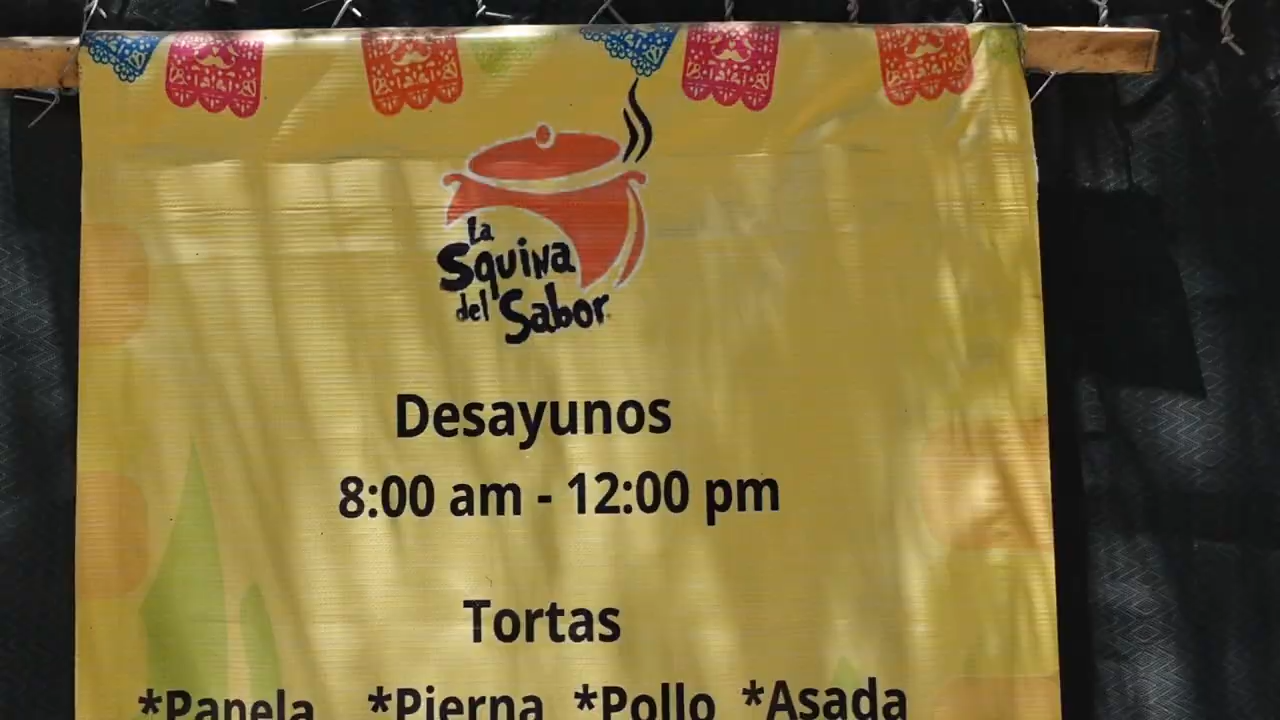 La
Squina
del Sabor
Desayunos
8:00 am - 12:00 pm
Tortas
*Panela *Pierna *Pollo *Asada